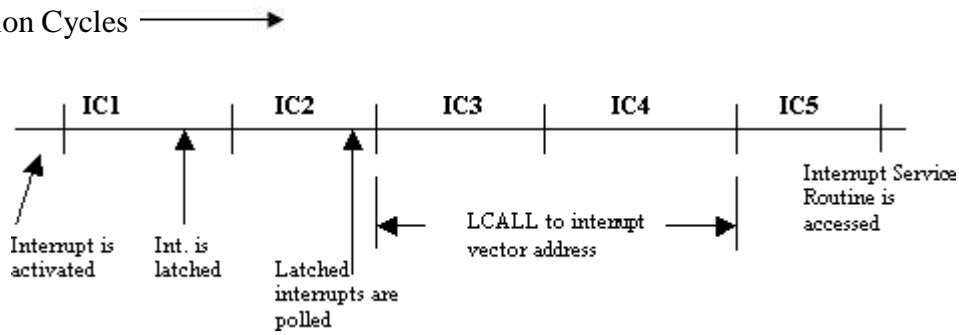 on Cycles
IC1 IC2 IC3 IC4 IC5
Interrupt is
activated
Int. is
latched
Latched
interrupts are
polled
LCALL to interrupt
vector address
Interrupt Service
Routine is
accessed